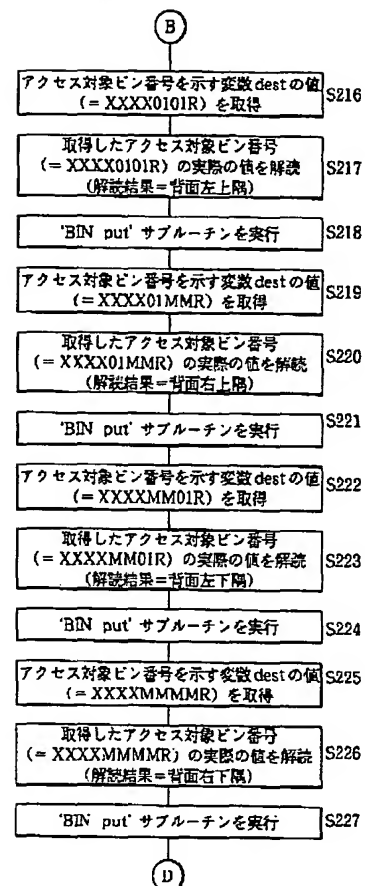 B
アクセス対象ビン番号を示す変数destの値
(= XXXX0101R) を取得
S216
取得したアクセス対象ビン番号
(= XXXX0101R) の実際の値を解読
(解読結果=背面左上隅)
S217
'BIN put' サブルーチンを実行
S218
アクセス対象ビン番号を示す変数destの値
(= XXXX01MMR) を取得
S219
取得したアクセス対象ビン番号
(= XXXX01MMR) の実際の値を解読
(解読結果=背面右上隅)
S220
'BIN put' サブルーチンを実行
S221
アクセス対象ビン番号を示す変数destの値
(= XXXXMM01R) を取得
S222
取得したアクセス対象ビン番号
(= XXXXMM01R) の実際の値を解読
(解読結果=背面左下隅)
S223
'BIN put' サブルーチンを実行
S224
アクセス対象ビン番号を示す変数destの値
(= XXXXMMMMR) を取得
S225
取得したアクセス対象ビン番号
(= XXXXMMMMR) の実際の値を解読
(解読結果=背面右下隅)
S226
'BIN put' サブルーチンを実行
S227
D